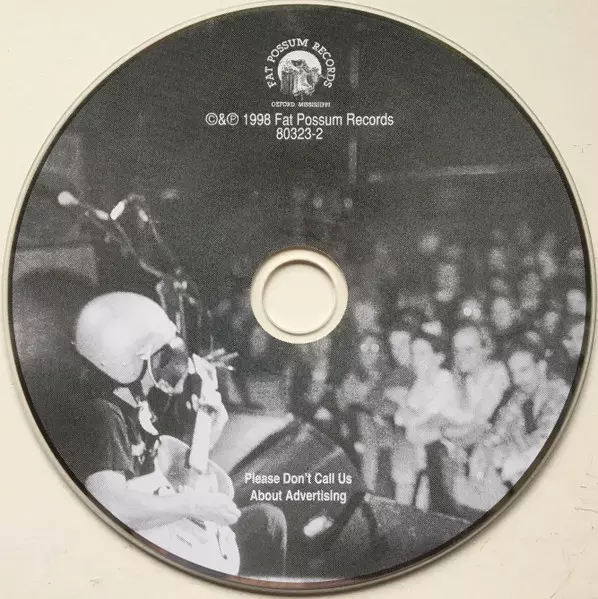 FAT POSSUM RECORDS
OXFORD, MISSISSIPPI
©&℗ 1998 Fat Possum Records
80323-2
Please Don't Call Us
About Advertising